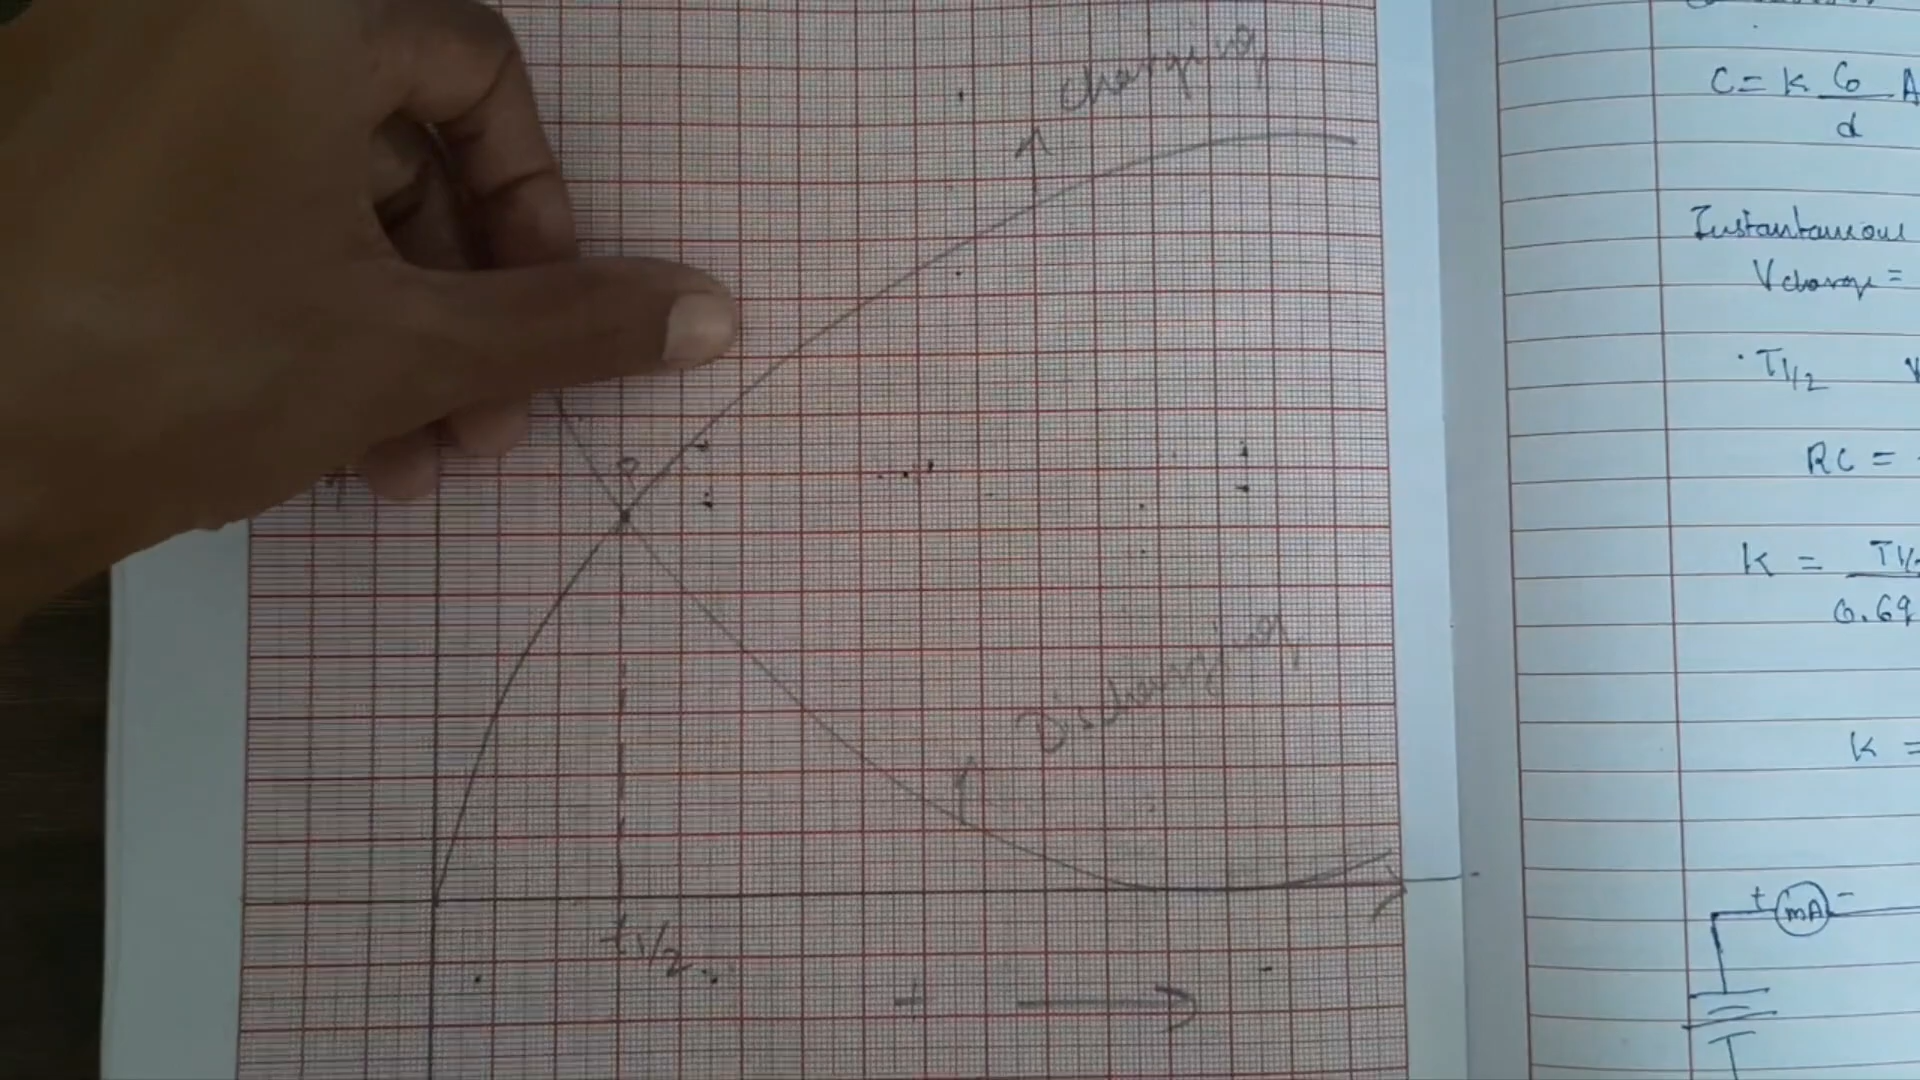 charging
P
Discharging
t1/2
t
C = K ε0 A
d
Instantaneous
Vcharge =
T1/2 V
RC =
K = T1/2
0.69
K =
+ mA -